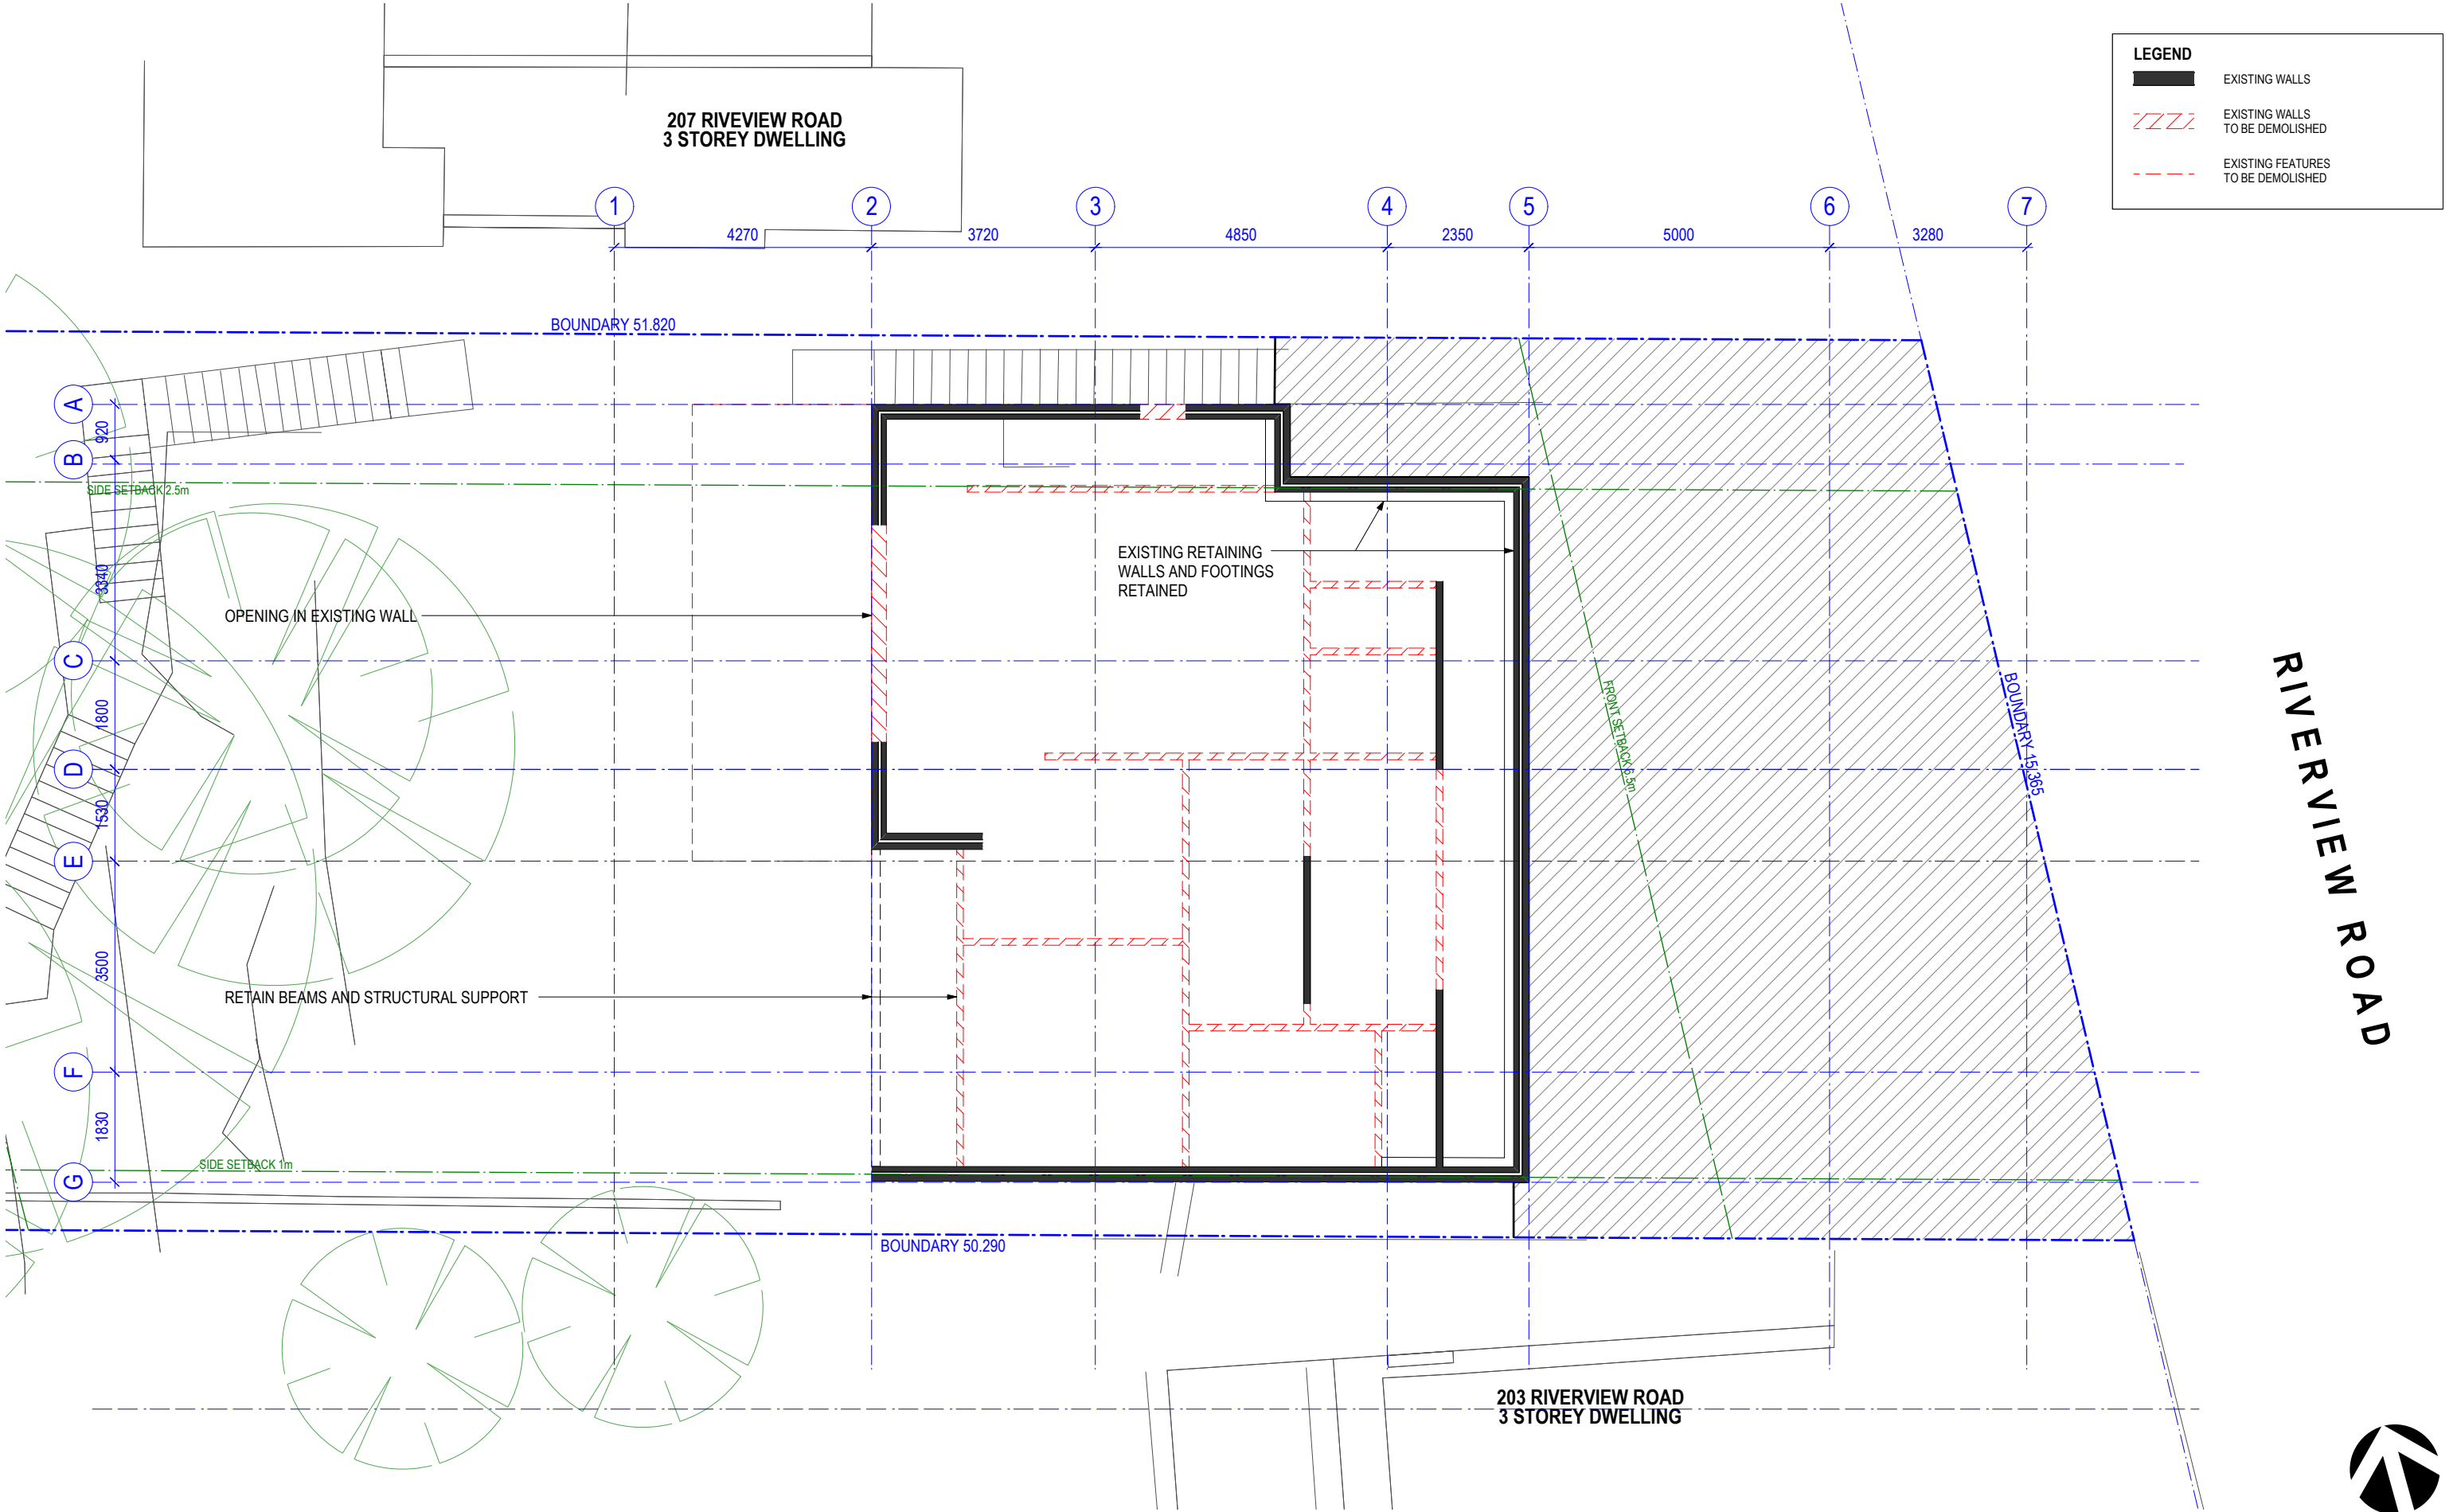 LEGEND
EXISTING WALLS
EXISTING WALLS
TO BE DEMOLISHED
EXISTING FEATURES
TO BE DEMOLISHED
207 RIVEVIEW ROAD
3 STOREY DWELLING
1
2
3
4
5
6
7
4270
3720
4850
2350
5000
3280
BOUNDARY 51.820
A
920
B
SIDE SETBACK 2.5m
3340
EXISTING RETAINING
WALLS AND FOOTINGS
RETAINED
OPENING IN EXISTING WALL
C
1800
FRONT SETBACK 6.5m
BOUNDARY 15.365
RIVERVIEW ROAD
D
1530
E
3500
RETAIN BEAMS AND STRUCTURAL SUPPORT
F
1830
SIDE SETBACK 1m
G
BOUNDARY 50.290
203 RIVERVIEW ROAD
3 STOREY DWELLING